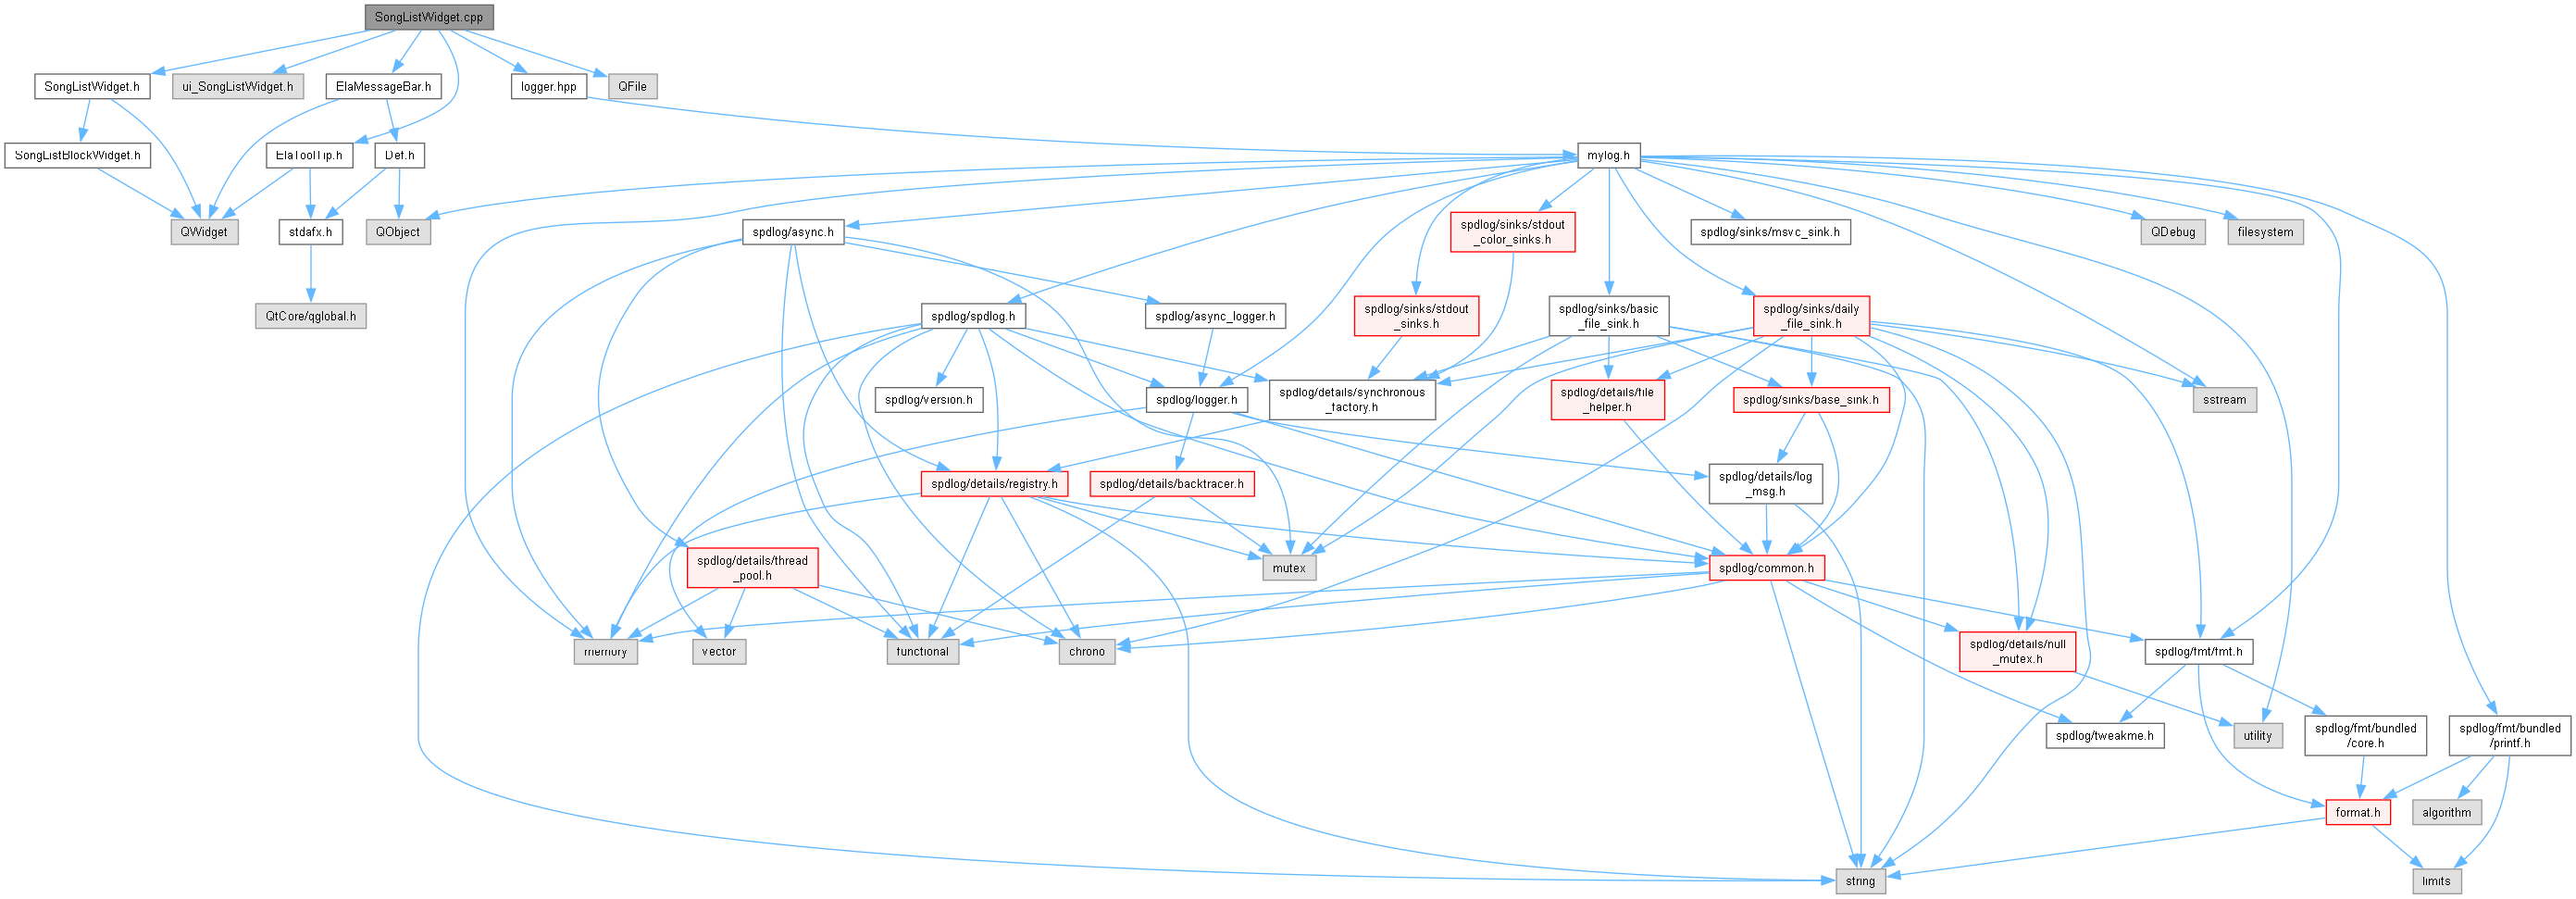 SongListWidget.cpp
SongListWidget.h
ui_SongListWidget.h
ElaMessageBar.h
logger.hpp
QFile
SongListBlockWidget.h
ElaToolTip.h
Def.h
mylog.h
QWidget
stdafx.h
QObject
spdlog/async.h
spdlog/sinks/stdout
_color_sinks.h
spdlog/sinks/msvc_sink.h
QDebug
filesystem
QtCore/qglobal.h
spdlog/spdlog.h
spdlog/async_logger.h
spdlog/sinks/stdout
_sinks.h
spdlog/sinks/basic
_file_sink.h
spdlog/sinks/daily
_file_sink.h
spdlog/version.h
spdlog/logger.h
spdlog/details/synchronous
_factory.h
spdlog/details/file
_helper.h
spdlog/sinks/base_sink.h
sstream
spdlog/details/registry.h
spdlog/details/backtracer.h
spdlog/details/log
_msg.h
spdlog/details/thread
_pool.h
mutex
spdlog/common.h
memory
vector
functional
chrono
spdlog/details/null
_mutex.h
spdlog/fmt/fmt.h
spdlog/tweakme.h
utility
spdlog/fmt/bundled
/core.h
spdlog/fmt/bundled
/printf.h
format.h
algorithm
string
limits